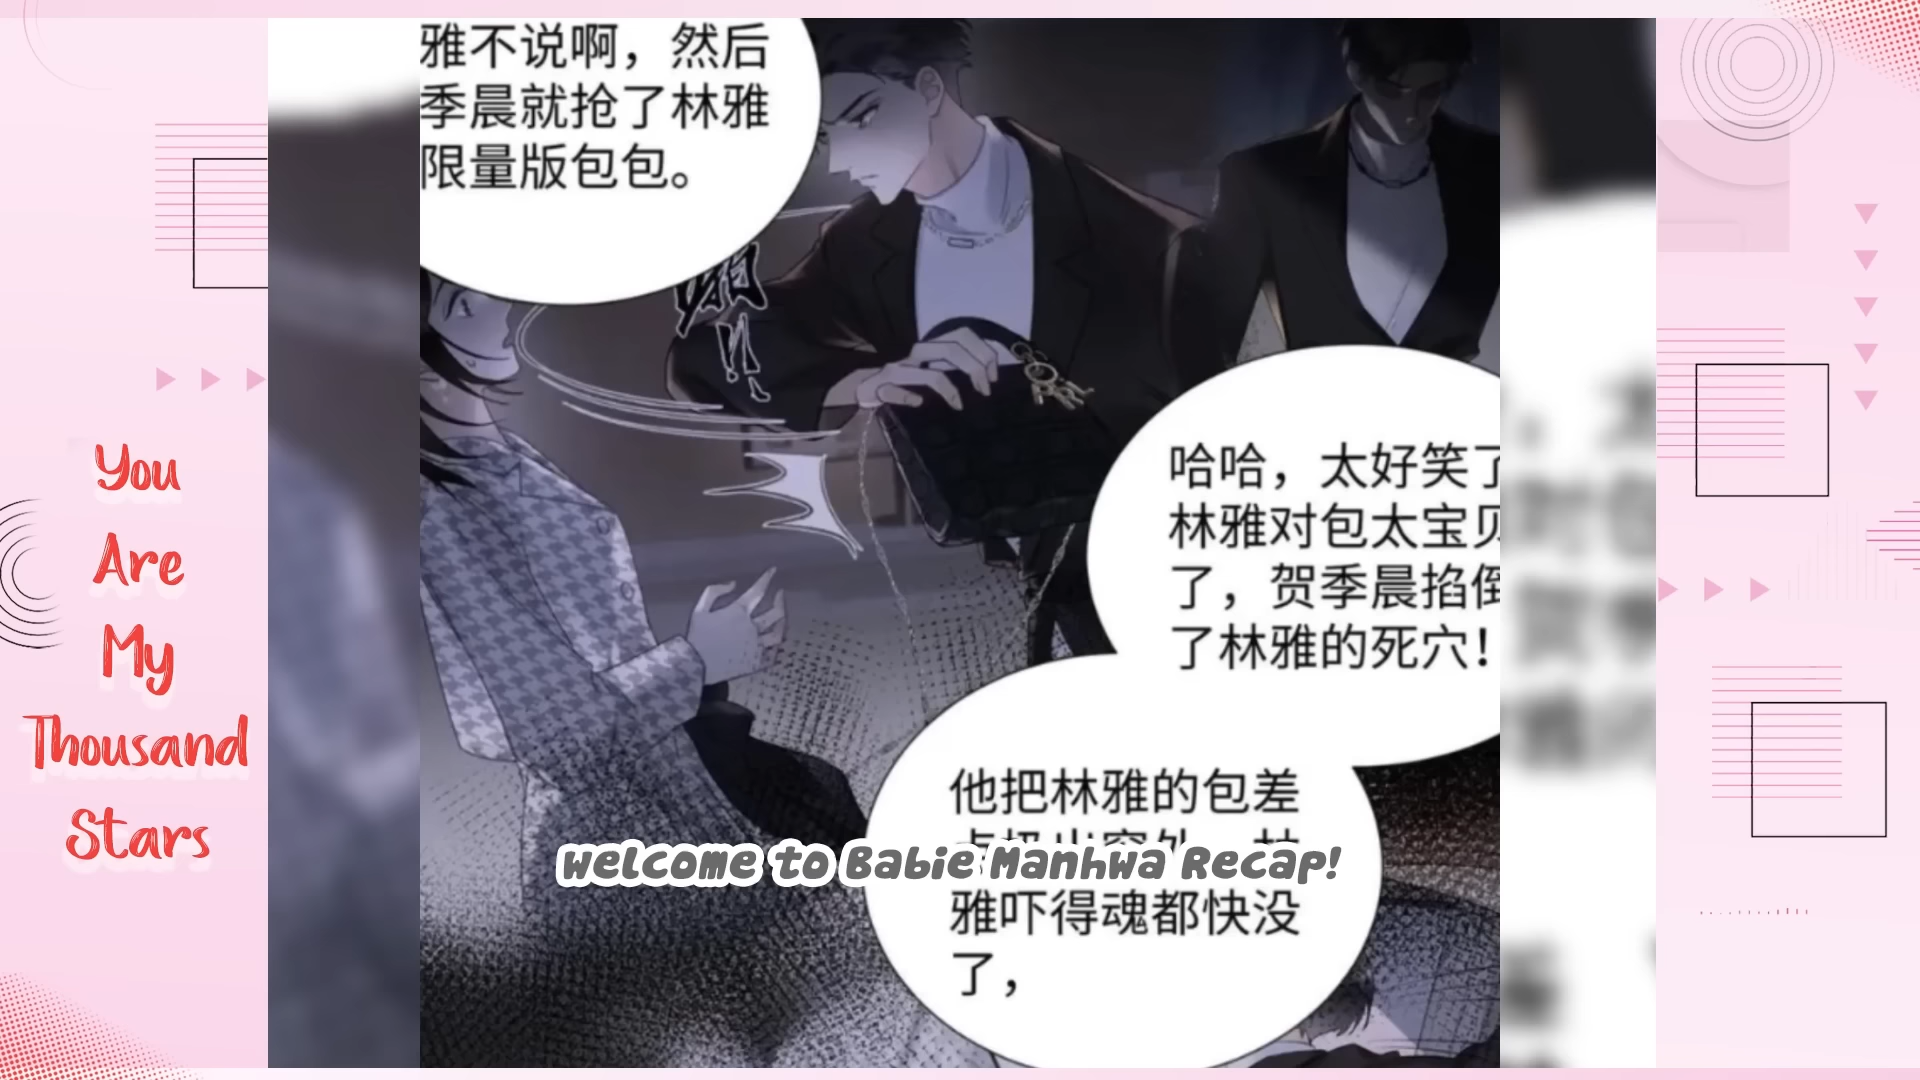 You
Are
My
Thousand
Stars
雅不说啊，然后
季晨就抢了林雅
限量版包包。
哈哈，太好笑了
林雅对包太宝贝
了，贺季晨掐倒
了林雅的死穴！
他把林雅的包差
welcome to Babie Manhwa Recap!
雅吓得魂都快没
了，